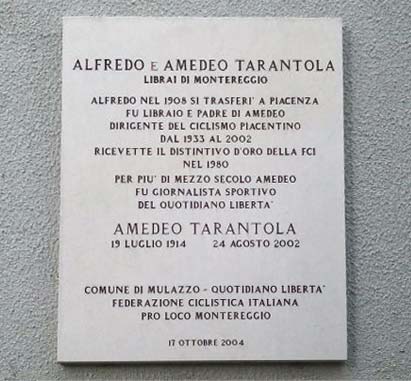 ALFREDO E AMEDEO TARANTOLA
LIBRAI DI MONTEREGGIO
ALFREDO NEL 1908 SI TRASFERI' A PIACENZA
FU LIBRAIO E PADRE DI AMEDEO
DIRIGENTE DEL CICLISMO PIACENTINO
DAL 1933 AL 2002
RICEVETTE IL DISTINTIVO D'ORO DELLA FCI
NEL 1980
PER PIU' DI MEZZO SECOLO AMEDEO
FU GIORNALISTA SPORTIVO
DEL QUOTIDIANO LIBERTA'
AMEDEO TARANTOLA
19 LUGLIO 1914 24 AGOSTO 2002
COMUNE DI MULAZZO - QUOTIDIANO LIBERTA'
FEDERAZIONE CICLISTICA ITALIANA
PRO LOCO MONTEREGGIO
17 OTTOBRE 2004